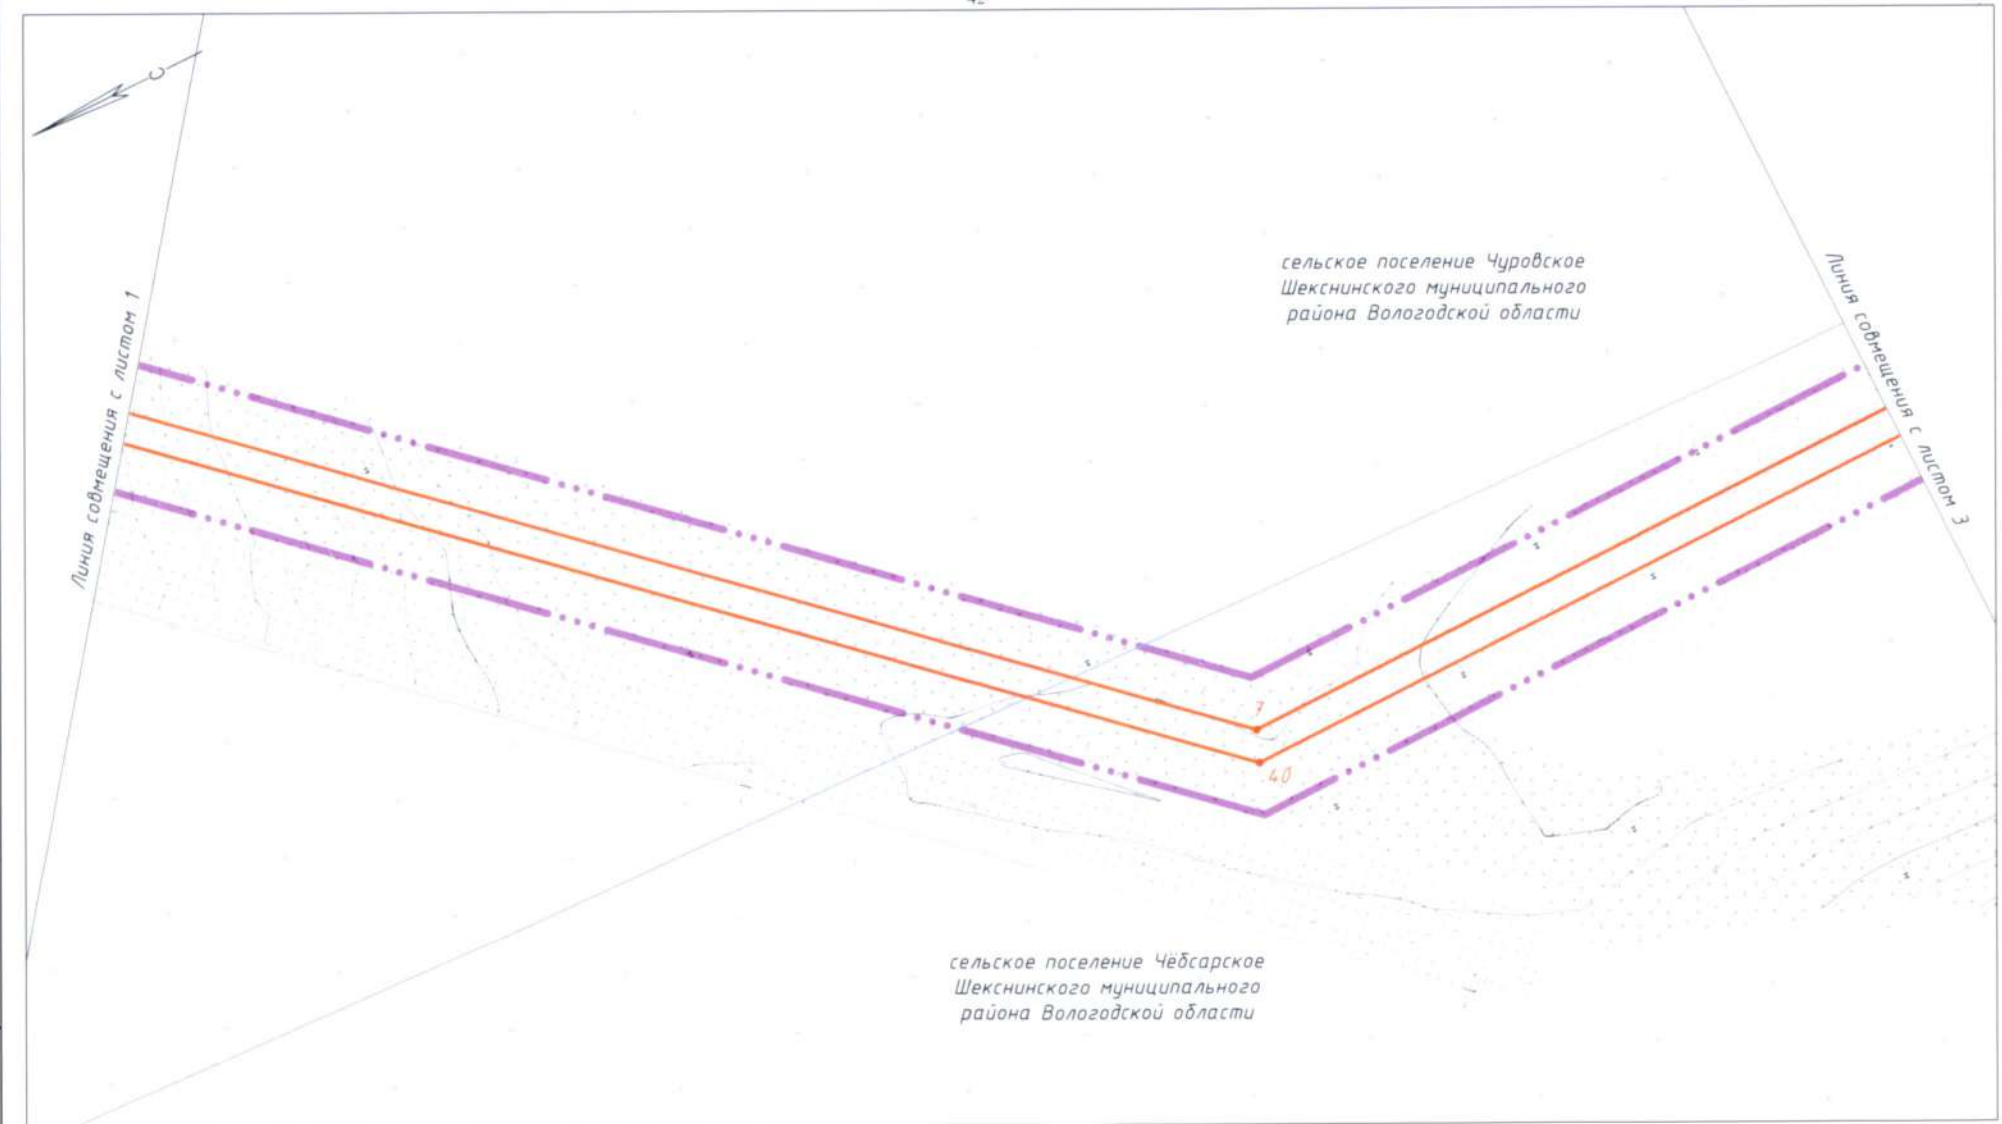 С
Линия совмещения с листом 1
сельское поселение Чуровское
Шекснинского муниципального
района Вологодской области
Линия совмещения с листом 3
7
40
сельское поселение Чёбсарское
Шекснинского муниципального
района Вологодской области